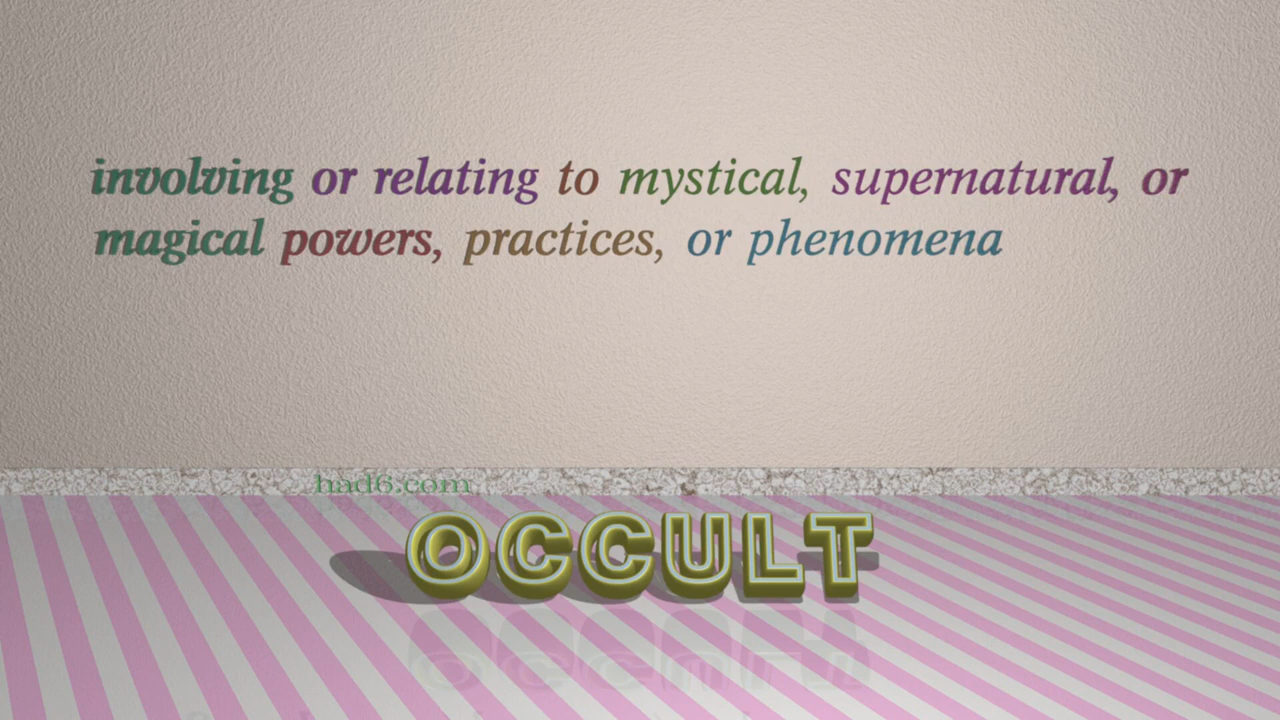 involving or relating to mystical, supernatural, or
magical powers, practices, or phenomena
had6.com
OCCULT